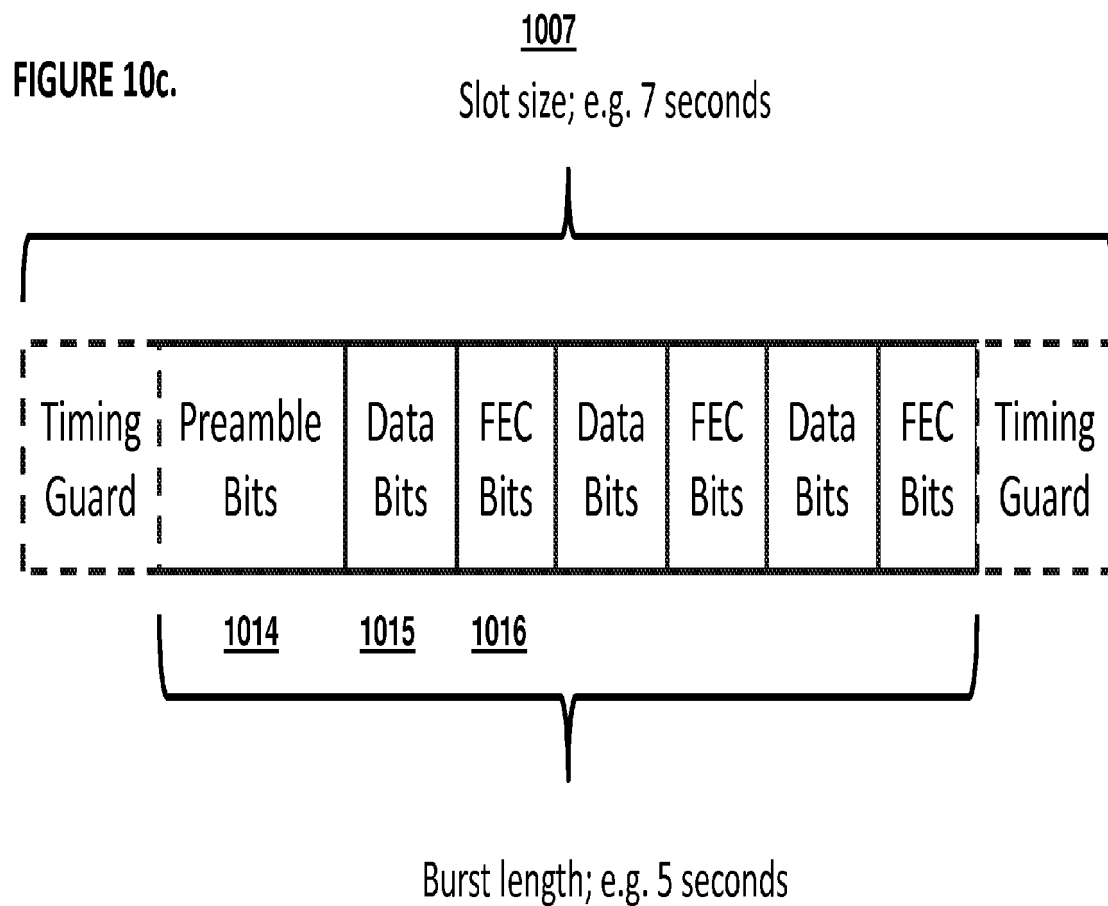 1007
FIGURE 10c.
Slot size; e.g. 7 seconds
Timing Preamble Data FEC Data FEC Data FEC Timing
Guard Bits Bits Bits Bits Bits Bits Bits Guard
1014 1015 1016
Burst length; e.g. 5 seconds